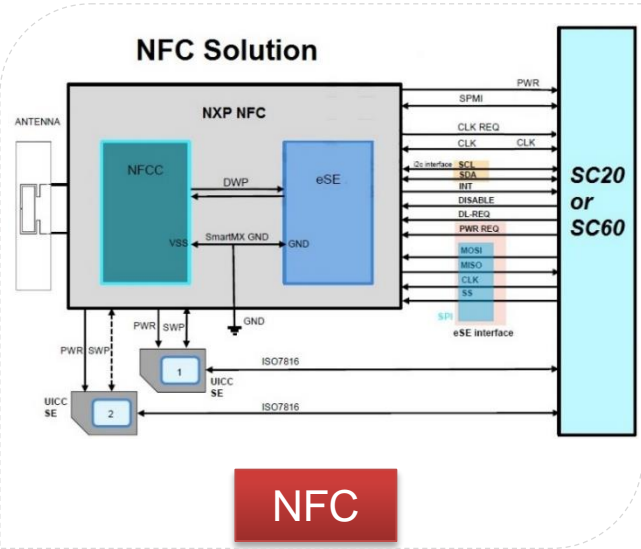 NFC Solution
ANTENNA
NXP NFC
NFCC
eSE
DWP
VSS
SmartMX GND
GND
GND
PWR
SPMI
CLK REQ
CLK
CLK
i2c interface
SCL
SDA
INT
DISABLE
DL-REQ
PWR REQ
MOSI
MISO
CLK
SS
SPI
eSE interface
SC20
or
SC60
PWR
SWP
PWR
SWP
1
UICC
SE
ISO7816
UICC
SE
2
ISO7816
NFC